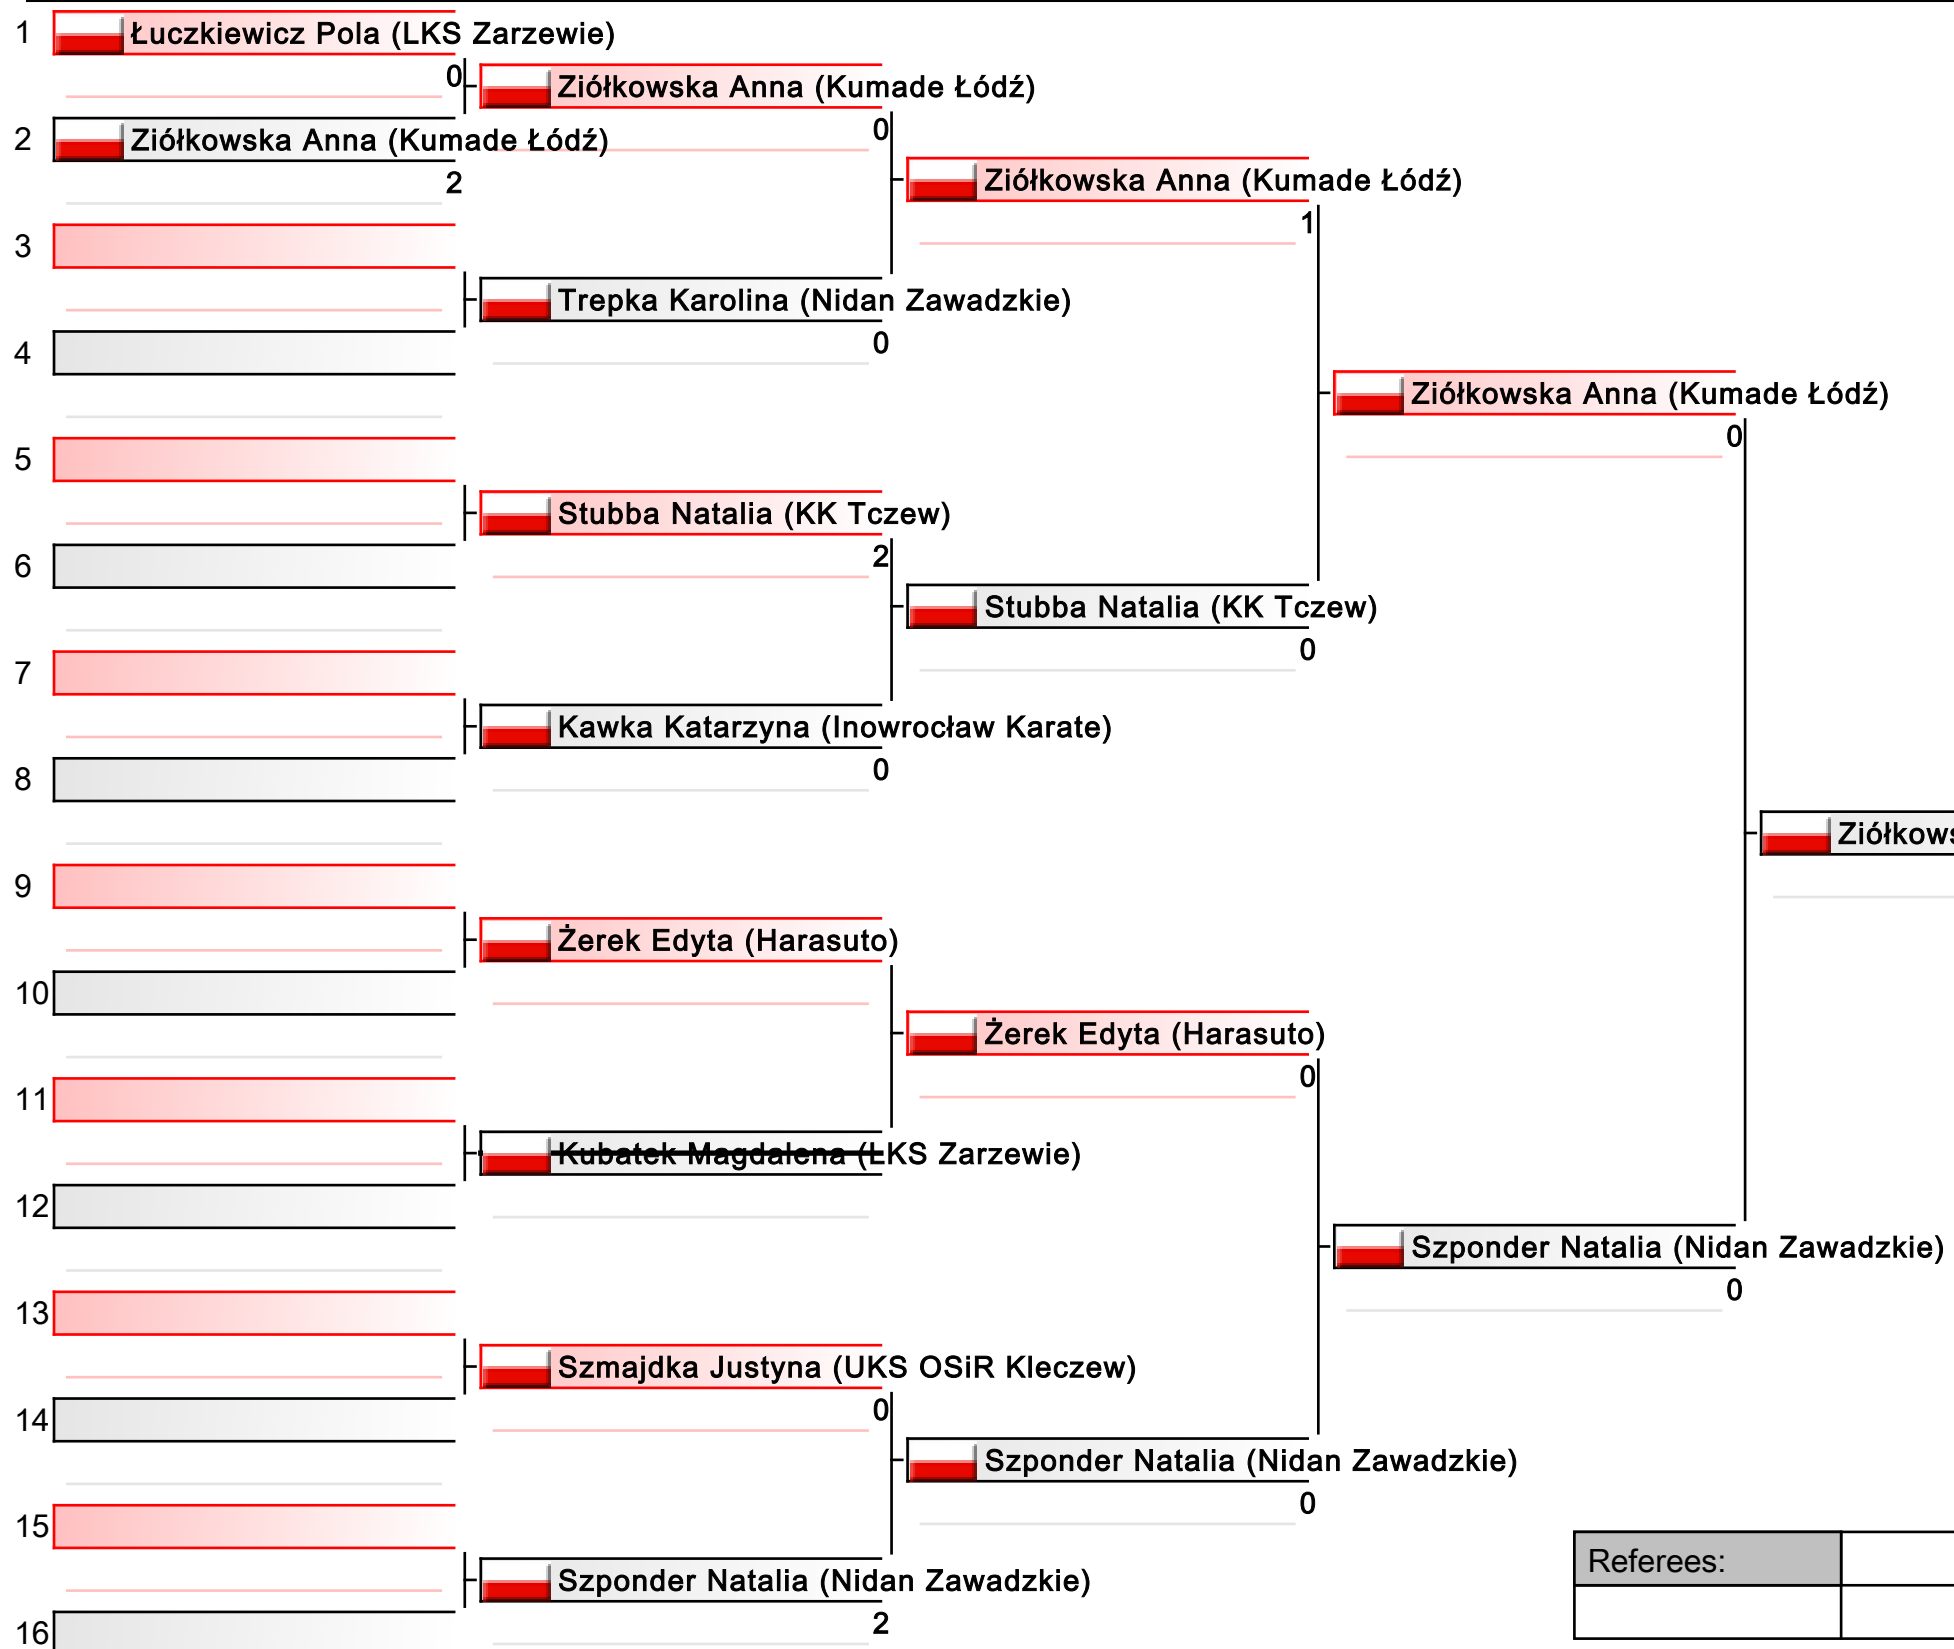 1 Łuczkiewicz Pola (LKS Zarzewie)
0
Ziółkowska Anna (Kumade Łódź)
0
2 Ziółkowska Anna (Kumade Łódź)
2
Ziółkowska Anna (Kumade Łódź)
1
3
Trepka Karolina (Nidan Zawadzkie)
0
4
Ziółkowska Anna (Kumade Łódź)
0
5
Stubba Natalia (KK Tczew)
2
6
Stubba Natalia (KK Tczew)
0
7
Kawka Katarzyna (Inowrocław Karate)
0
8
9
Żerek Edyta (Harasuto)
10
Żerek Edyta (Harasuto)
0
11
Kubatek Magdalena (LKS Zarzewie)
12
Szponder Natalia (Nidan Zawadzkie)
0
13
Szmajdka Justyna (UKS OSiR Kleczew)
0
14
Szponder Natalia (Nidan Zawadzkie)
0
15
Szponder Natalia (Nidan Zawadzkie)
2
16
Referees: